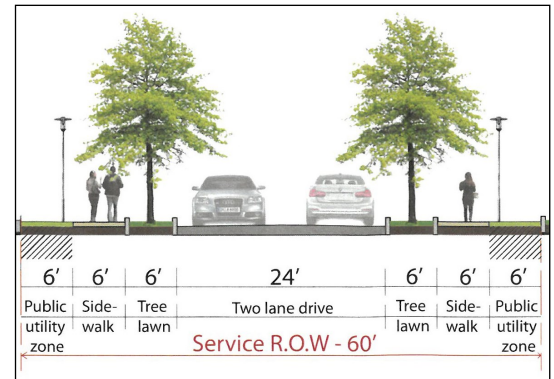 6’ 6’ 6’ 24’ 6’ 6’ 6’
Public Side- Tree Two lane drive Tree Side- Public
utility walk lawn lawn walk utility
zone zone
Service R.O.W - 60’